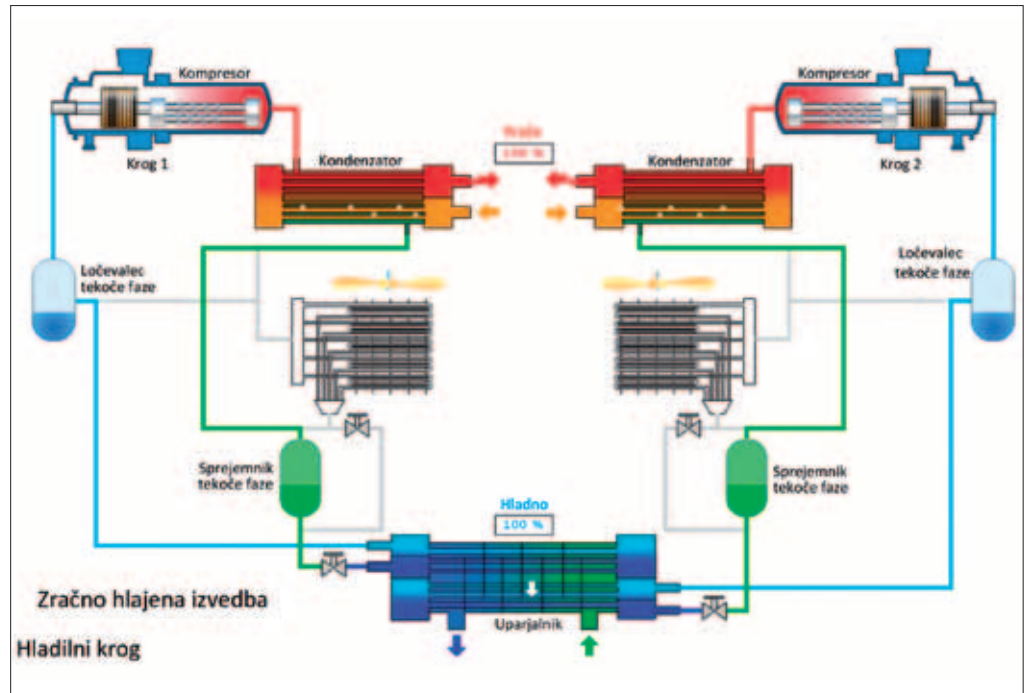 Kompresor
Kompresor
Krog 1
Krog 2
Kondenzator
Vroče
100 %
Kondenzator
Ločevalec
tekoče faze
Ločevalec
tekoče faze
Sprejemnik
tekoče faze
Sprejemnik
tekoče faze
Hladno
100 %
Zračno hlajena izvedba
Uparjalnik
Hladilni krog